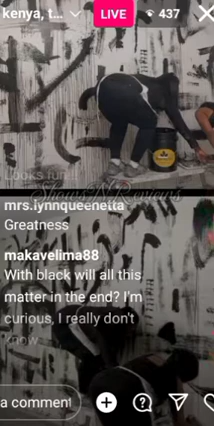 kenya, t...
LIVE
437
Looks fun!!
ShowsNReviews
mrs.lynnqueenetta
Greatness
makavelima88
With black will all this
matter in the end? I'm
curious, I really don't
know
a comment